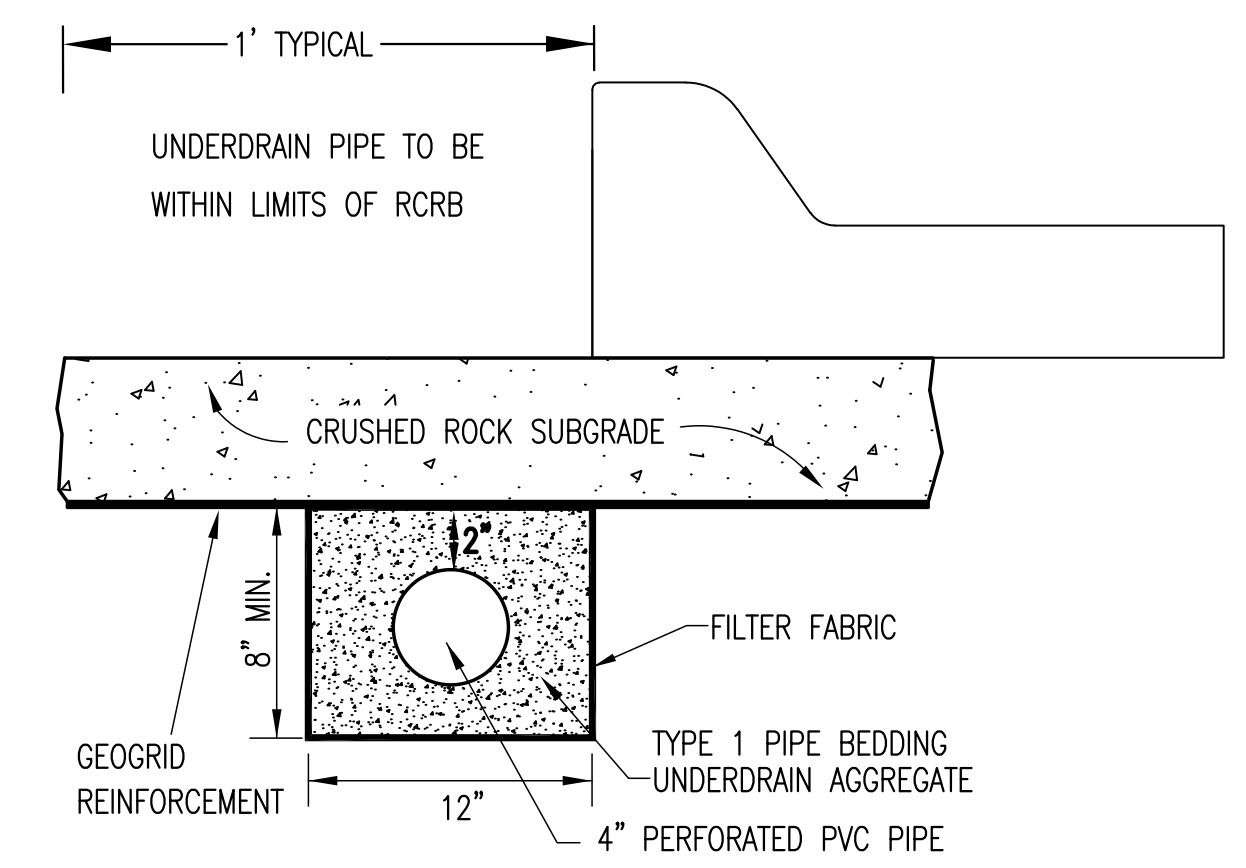 1' TYPICAL
UNDERDRAIN PIPE TO BE
WITHIN LIMITS OF RCRB
CRUSHED ROCK SUBGRADE
2"
8" MIN.
FILTER FABRIC
GEOGRID
REINFORCEMENT
TYPE 1 PIPE BEDDING
UNDERDRAIN AGGREGATE
12"
4" PERFORATED PVC PIPE